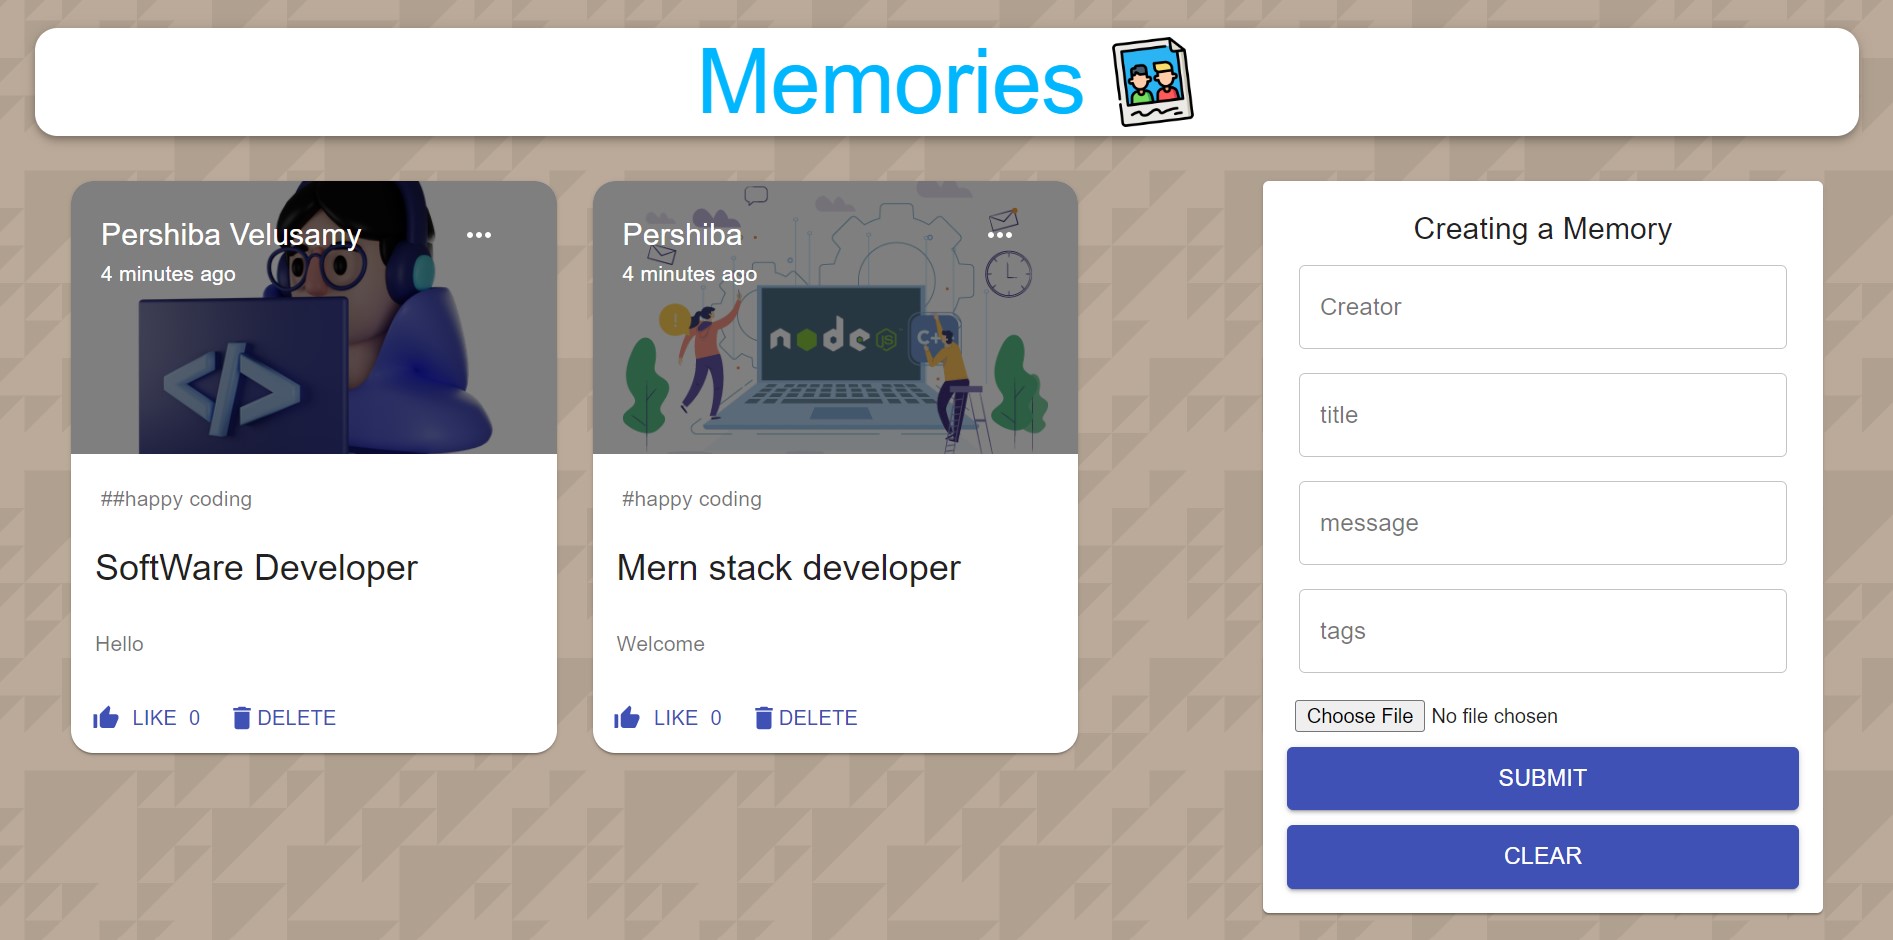 Memories
Pershiba Velusamy
4 minutes ago
</>
##happy coding
SoftWare Developer
Hello
LIKE 0 DELETE
Pershiba
4 minutes ago
!
node JS
C++
#happy coding
Mern stack developer
Welcome
LIKE 0 DELETE
Creating a Memory
Creator
title
message
tags
Choose File No file chosen
SUBMIT
CLEAR